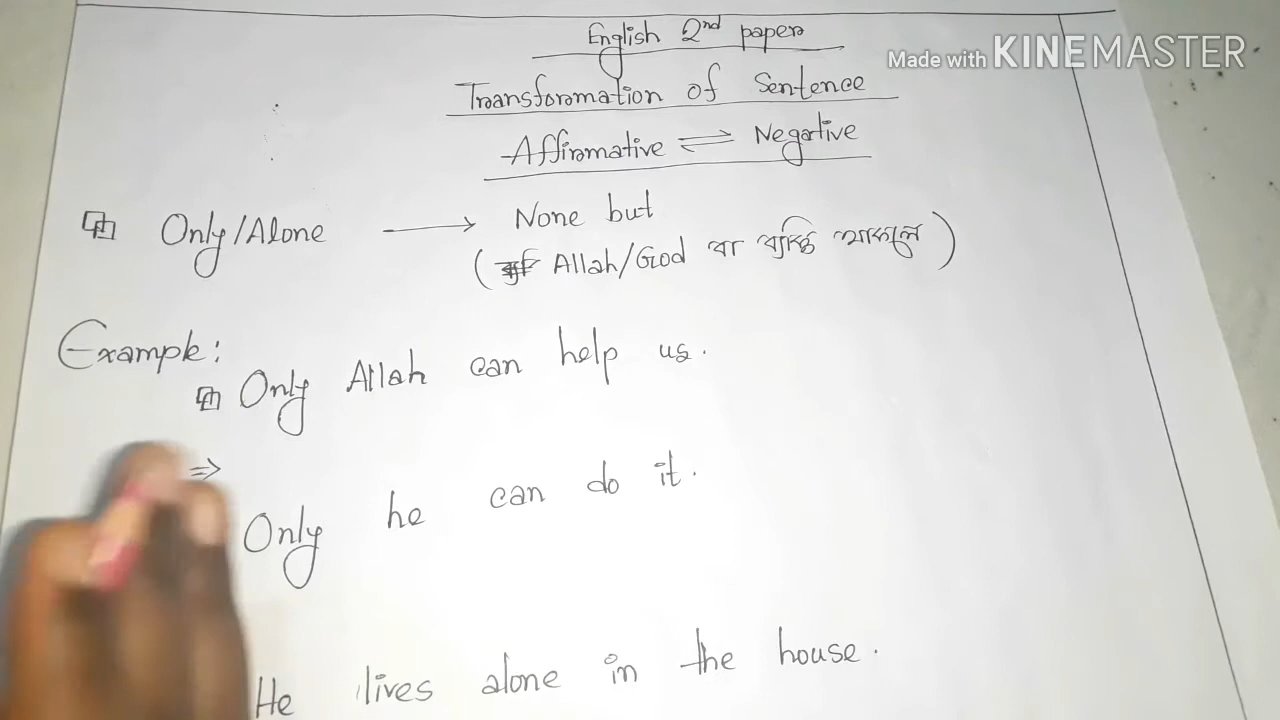 English 2nd paper
Made with KINEMASTER
Transformation of Sentence
Affirmative ⇌ Negative
Only/Alone → None but
( Allah/God বা ব্যক্তি থাকলে )
Example:
Only Allah can help us.
⇒
Only he can do it.
He lives alone in the house.